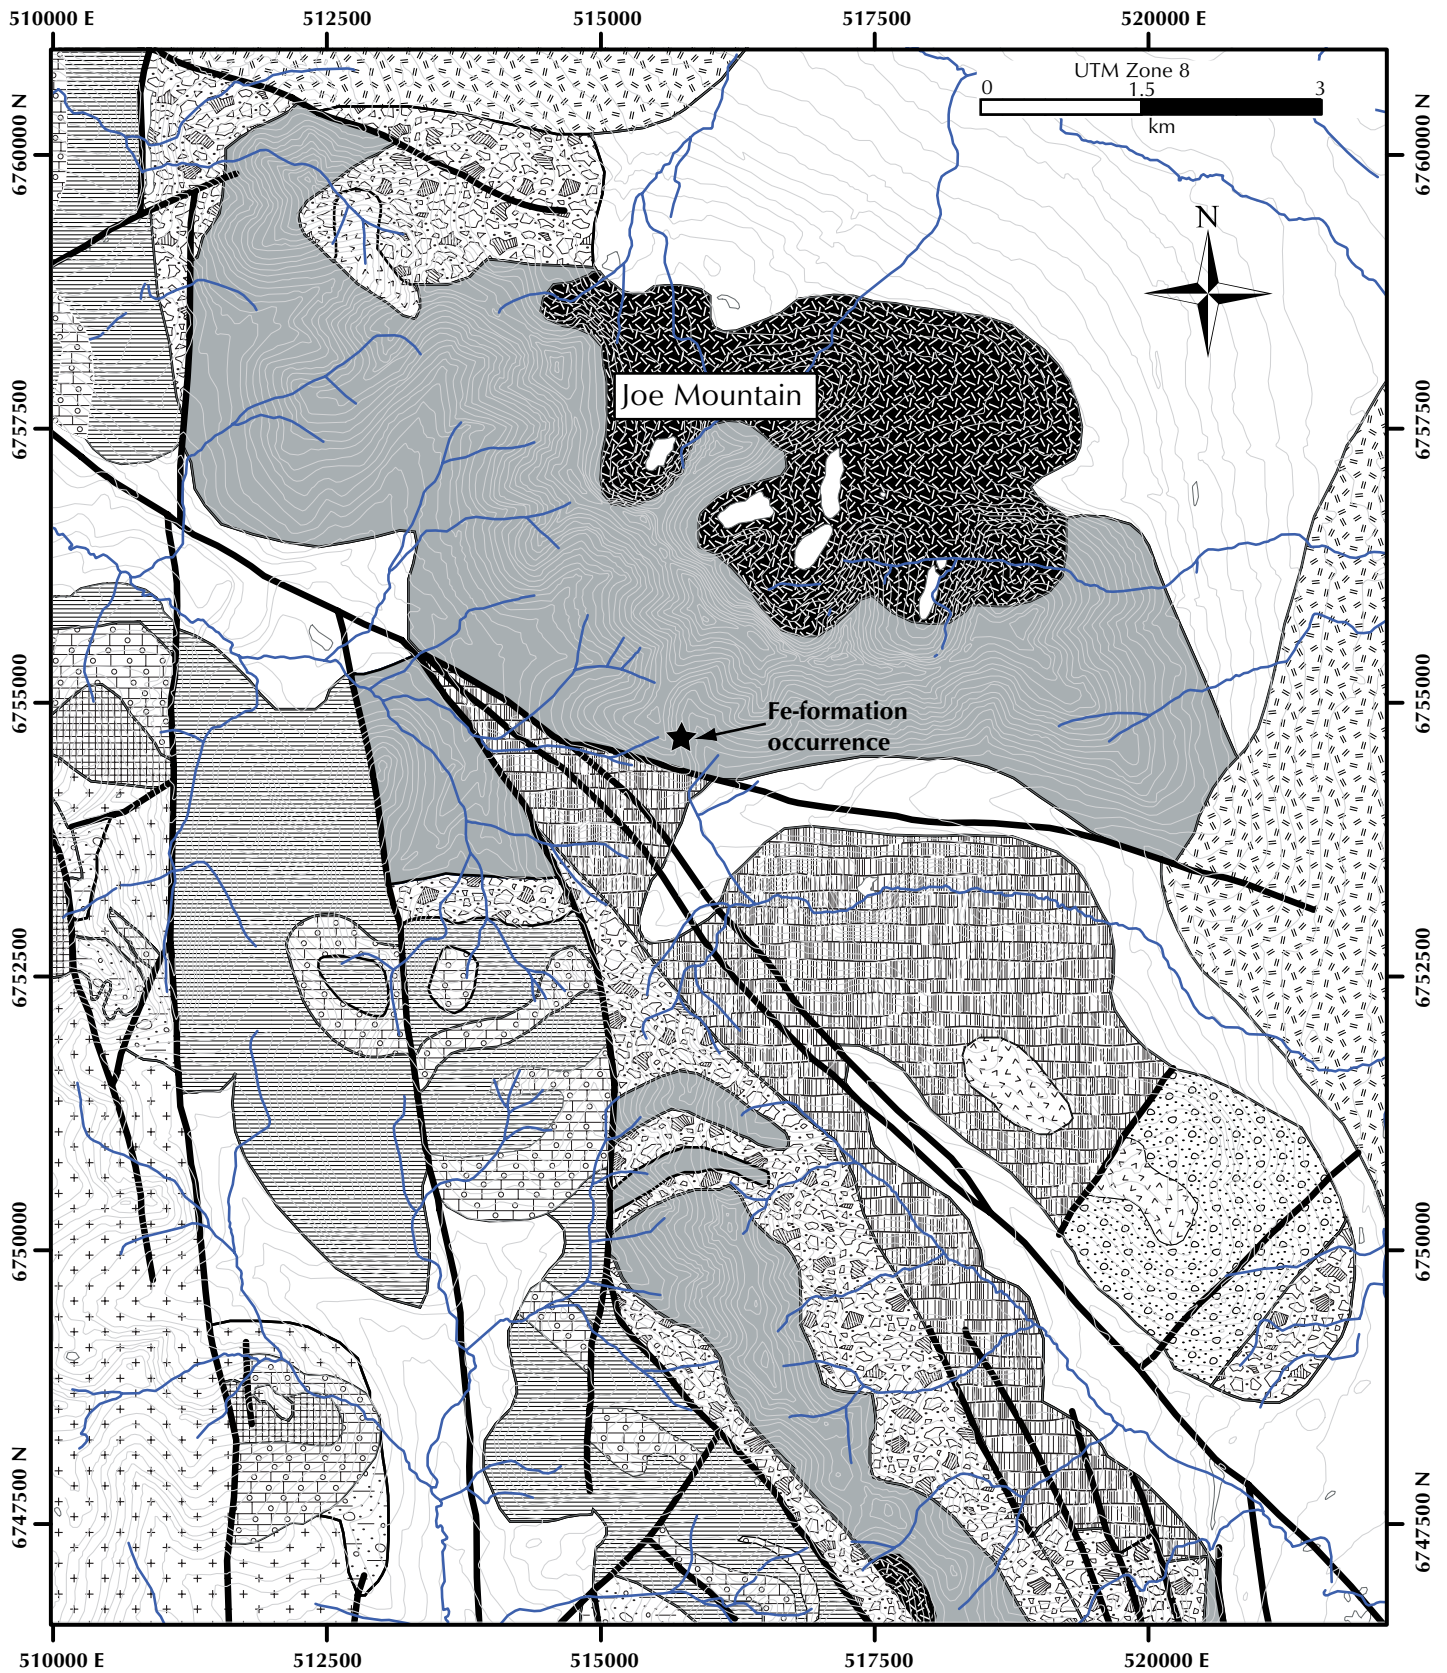 510000 E 512500 515000 517500 520000 E
UTM Zone 8
0 1.5 3
km
6760000 N 6760000 N
N
Joe Mountain
6757500 6757500
6755000 6755000
Fe-formation
occurrence
6752500 6752500
6750000 6750000
6747500 N 6747500 N
510000 E 512500 515000 517500 520000 E